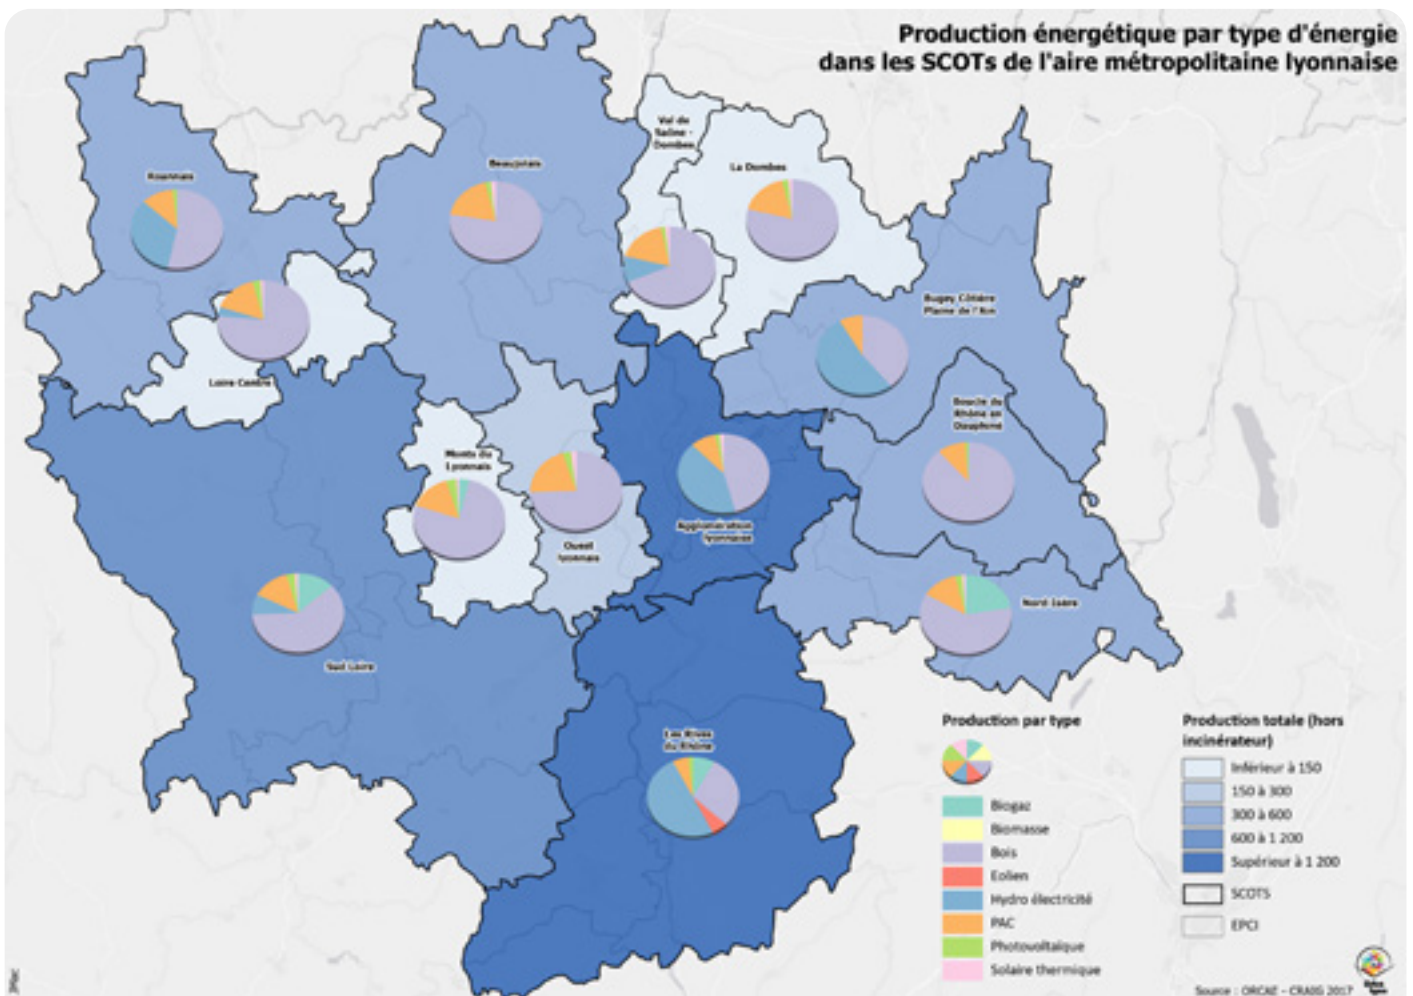 Production énergétique par type d'énergie
dans les SCOTs de l'aire métropolitaine lyonnaise
Val de
Saône -
Dombes
La Dombes
Beaujolais
Roannais
Bugey Côtière
Plaine de l'Ain
Loire Centre
Boucle du
Rhône en
Dauphiné
Monts du
Lyonnais
Agglomération
lyonnaise
Ouest
lyonnais
Nord Isère
Sud Loire
Les Rives
du Rhône
Production par type
Biogaz
Biomasse
Bois
Eolien
Hydro électricité
PAC
Photovoltaïque
Solaire thermique
Production totale (hors
incinérateur)
Inférieur à 150
150 à 300
300 à 600
600 à 1 200
Supérieur à 1 200
SCOTS
EPCI
Source : ORCAE - CRAIG 2017